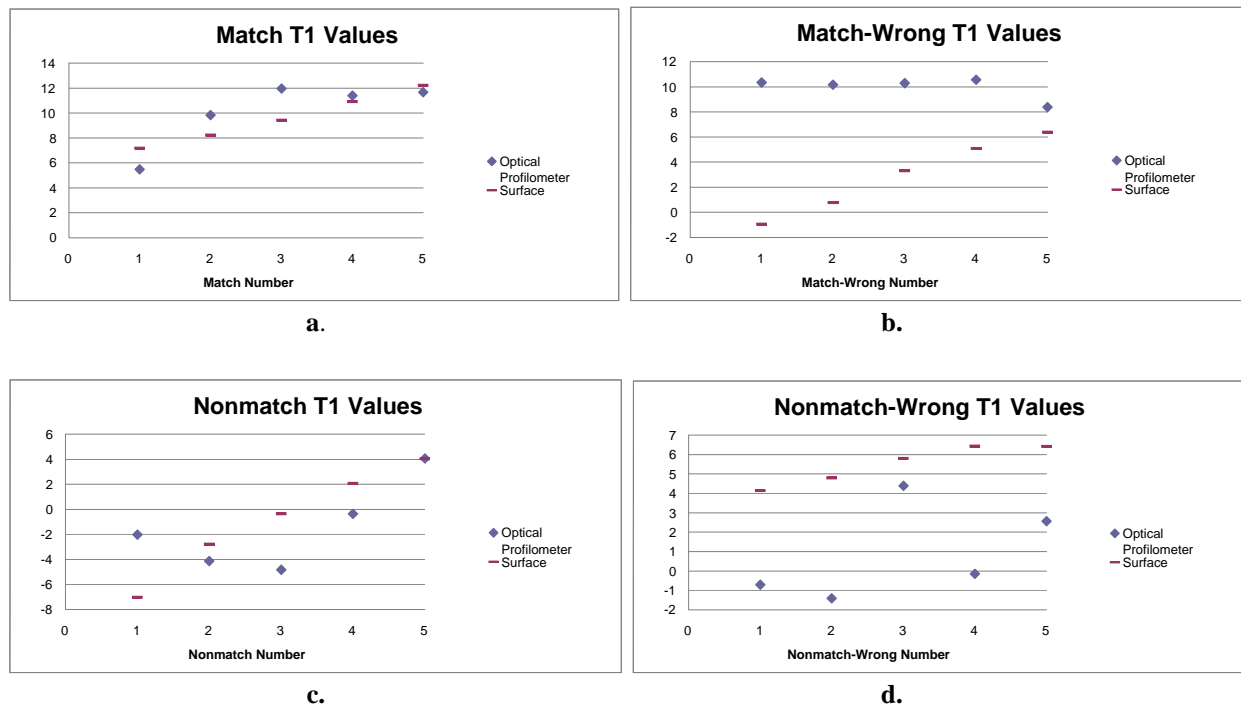 Match T1 Values
14
12
10
8
6
4
2
0
0 1 2 3 4 5
Match Number
Optical
Profilometer
Surface
a.
Match-Wrong T1 Values
12
10
8
6
4
2
0
-2
0 1 2 3 4 5
Match-Wrong Number
Optical
Profilometer
Surface
b.
Nonmatch T1 Values
6
4
2
0
-2
-4
-6
-8
0 1 2 3 4 5
Nonmatch Number
Optical
Profilometer
Surface
c.
Nonmatch-Wrong T1 Values
7
6
5
4
3
2
1
0
-1
-2
0 1 2 3 4 5
Nonmatch-Wrong Number
Optical
Profilometer
Surface
d.